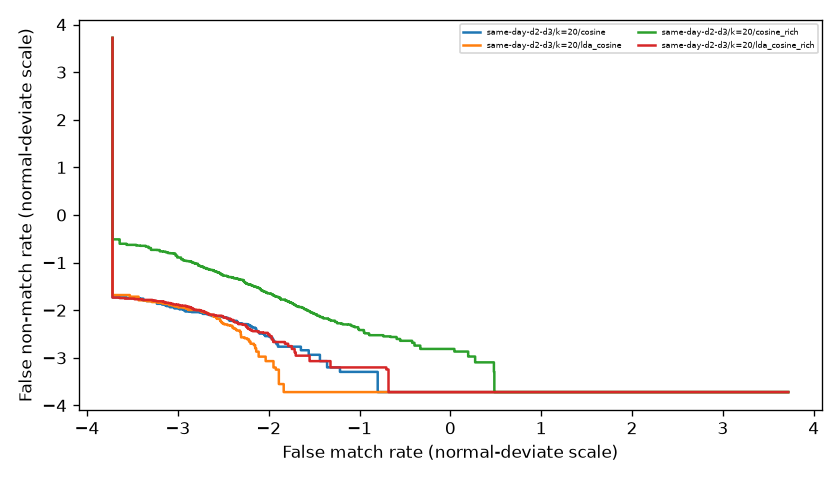 same-day-d2-d3/k=20/cosine
same-day-d2-d3/k=20/lda_cosine
same-day-d2-d3/k=20/cosine_rich
same-day-d2-d3/k=20/lda_cosine_rich
False non-match rate (normal-deviate scale)
4
3
2
1
0
−1
−2
−3
−4
−4 −3 −2 −1 0 1 2 3 4
False match rate (normal-deviate scale)